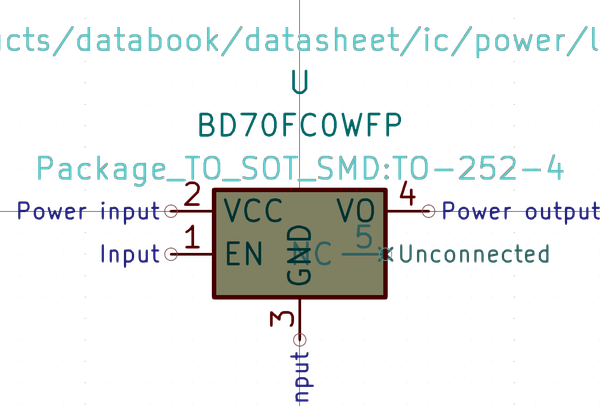 ucts/databook/datasheet/ic/power/l
U
BD70FC0WFP
Package_TO_SOT_SMD:TO-252-4
Power input 2 VCC VO 4 Power output
Input 1 EN NC 5 Unconnected
GND
3
nput